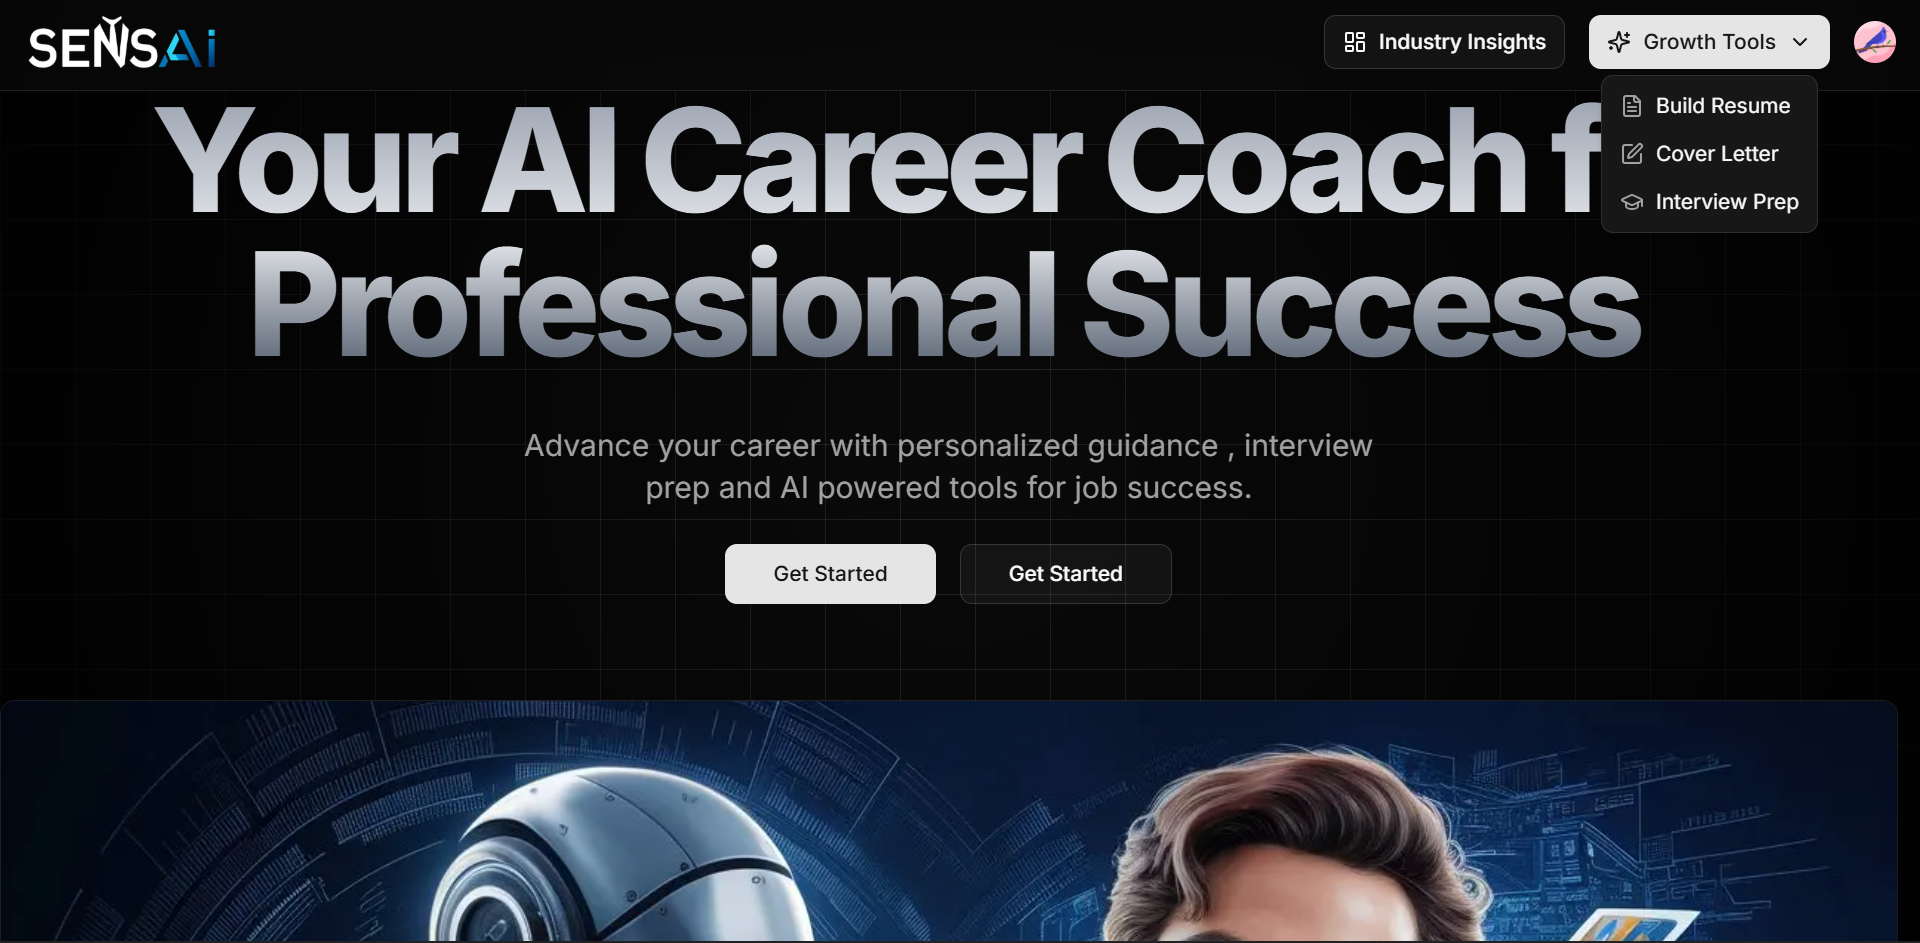 SENSAi
Industry Insights
Growth Tools
Build Resume
Cover Letter
Interview Prep
Your AI Career Coach f
Professional Success
Advance your career with personalized guidance , interview
prep and AI powered tools for job success.
Get Started
Get Started